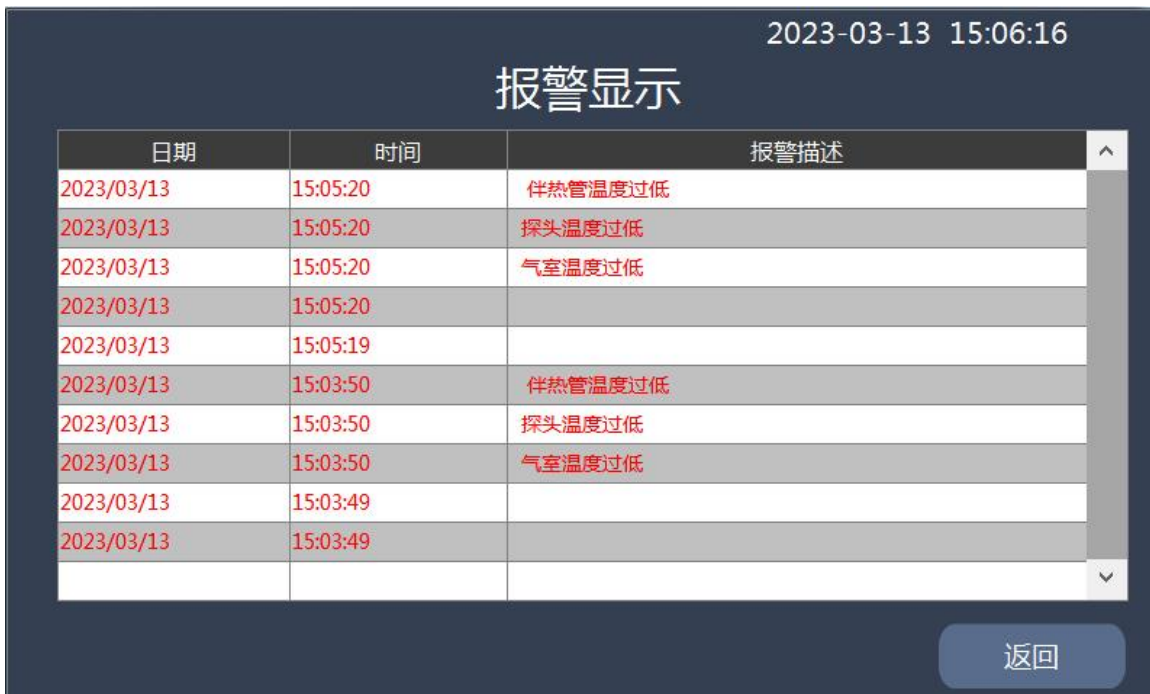 2023-03-13 15:06:16
报警显示
日期 时间 报警描述
2023/03/13 15:05:20 伴热管温度过低
2023/03/13 15:05:20 探头温度过低
2023/03/13 15:05:20 气室温度过低
2023/03/13 15:05:20
2023/03/13 15:05:19
2023/03/13 15:03:50 伴热管温度过低
2023/03/13 15:03:50 探头温度过低
2023/03/13 15:03:50 气室温度过低
2023/03/13 15:03:49
2023/03/13 15:03:49
返回